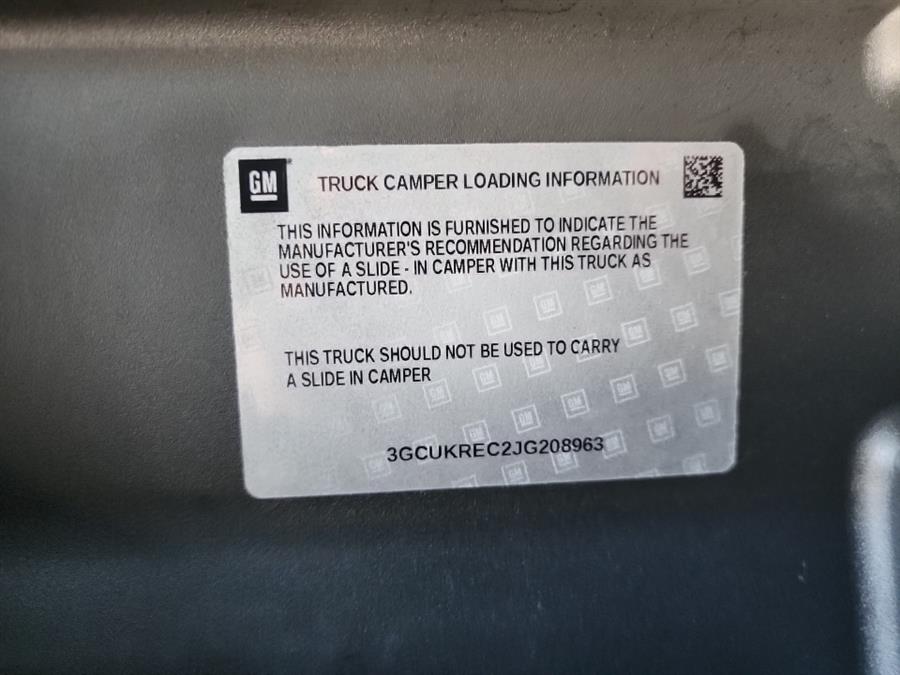 GM
TRUCK CAMPER LOADING INFORMATION
THIS INFORMATION IS FURNISHED TO INDICATE THE
MANUFACTURER'S RECOMMENDATION REGARDING THE
USE OF A SLIDE - IN CAMPER WITH THIS TRUCK AS
MANUFACTURED.
THIS TRUCK SHOULD NOT BE USED TO CARRY
A SLIDE IN CAMPER
3GCUKREC2JG208963